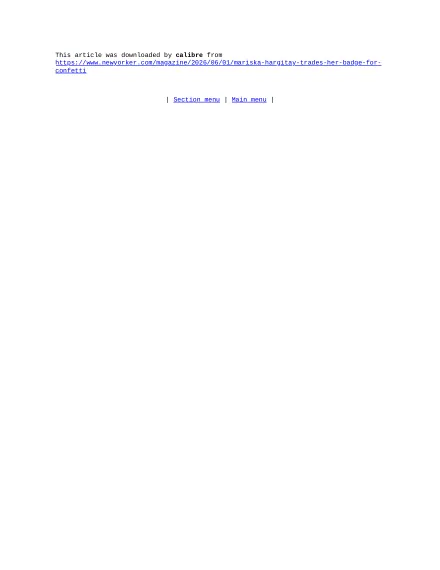 This article was downloaded by calibre from
https://www.newyorker.com/magazine/2026/06/01/mariska-hargitay-trades-her-badge-for-
confetti
| Section menu | Main menu |